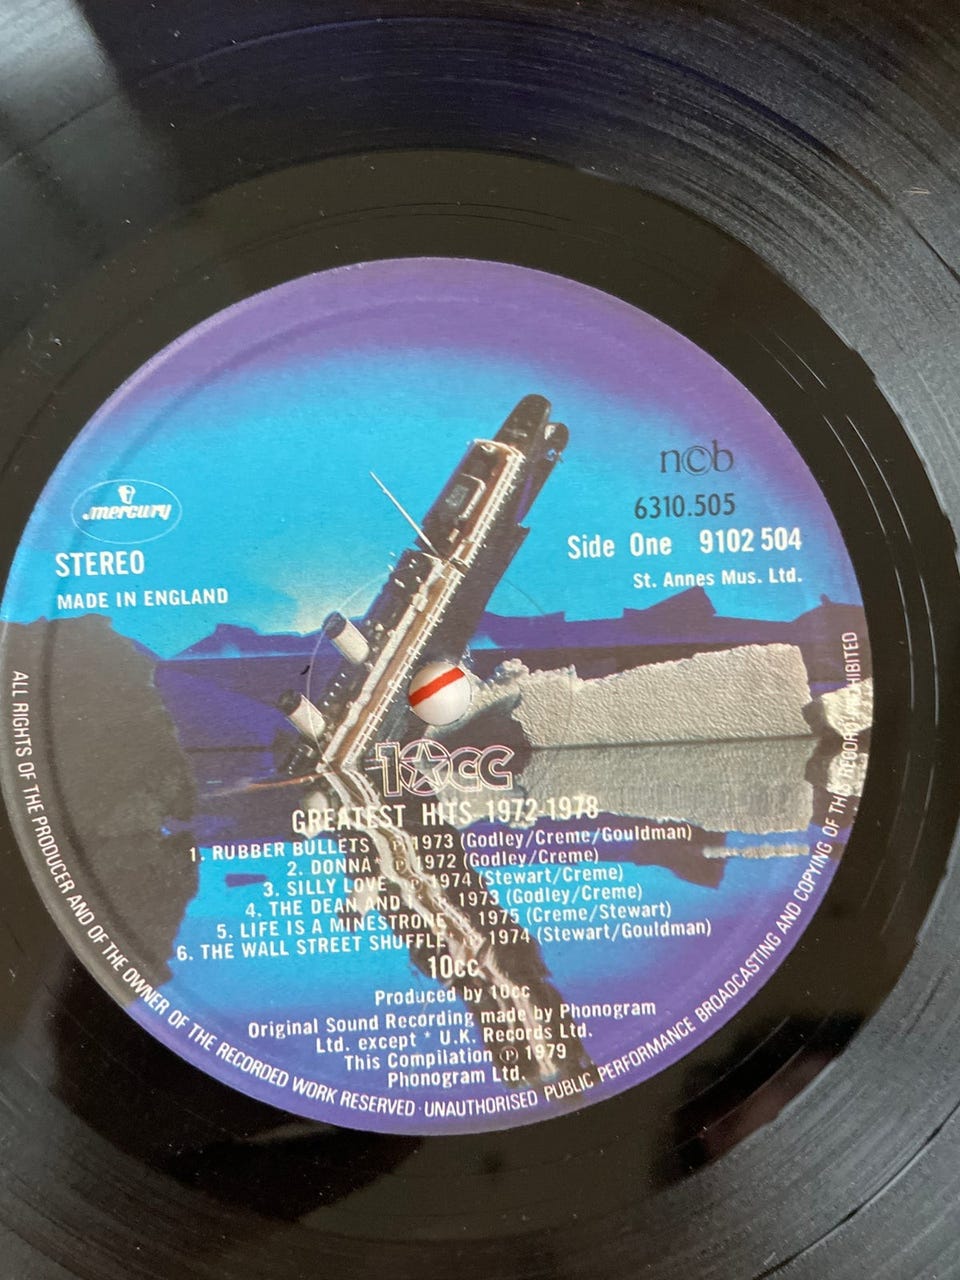 mercury
STEREO
MADE IN ENGLAND
n©b
6310.505
Side One 9102 504
St. Annes Mus. Ltd.
10cc
GREATEST HITS 1972-1978
1. RUBBER BULLETS * ℗ 1973 (Godley/Creme/Gouldman)
2. DONNA* ℗ 1972 (Godley/Creme)
3. SILLY LOVE ℗ 1974 (Stewart/Creme)
4. THE DEAN AND I * ℗ 1973 (Godley/Creme)
5. LIFE IS A MINESTRONE ℗ 1975 (Creme/Stewart)
6. THE WALL STREET SHUFFLE * ℗ 1974 (Stewart/Gouldman)
10cc
Produced by 10cc
Original Sound Recording made by Phonogram
Ltd. except * U.K. Records Ltd.
This Compilation ℗ 1979
Phonogram Ltd.
ALL RIGHTS OF THE PRODUCER AND OF THE OWNER OF THE RECORDED WORK RESERVED · UNAUTHORISED PUBLIC PERFORMANCE BROADCASTING AND COPYING OF THIS RECORD PROHIBITED